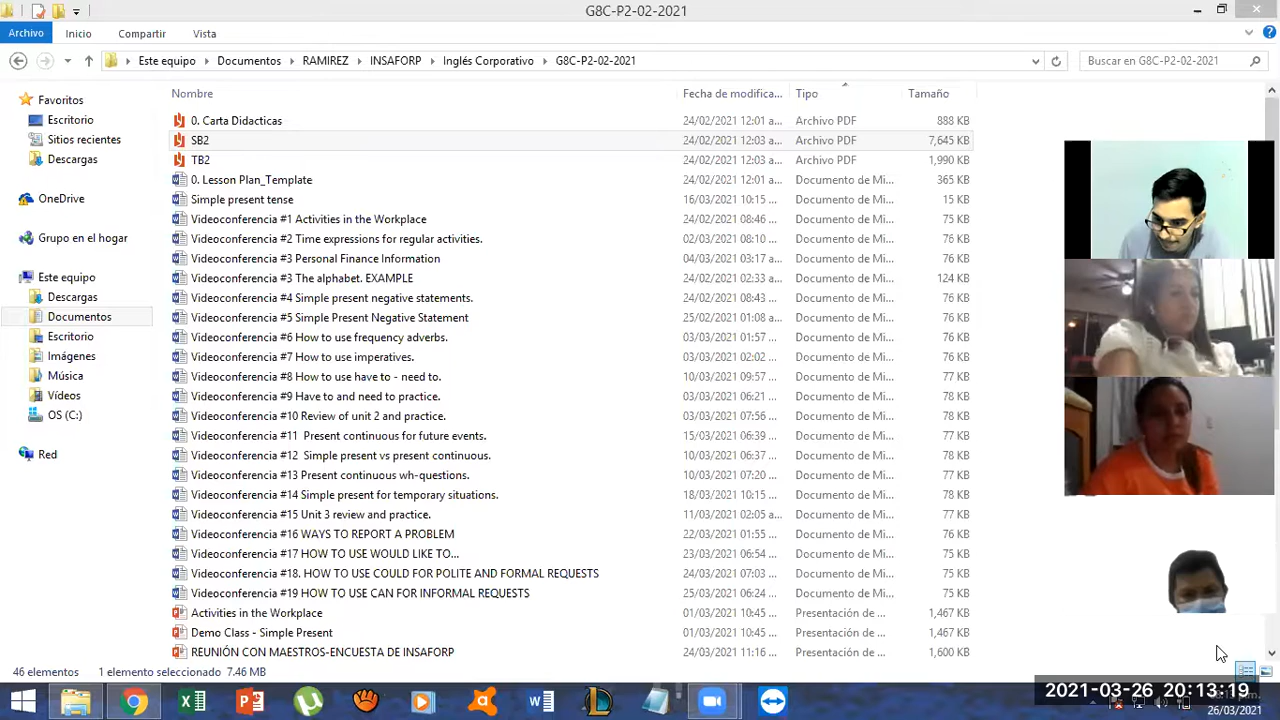 G8C-P2-02-2021
Archivo Inicio Compartir Vista
Este equipo Documentos RAMIREZ INSAFORP Inglés Corporativo G8C-P2-02-2021 Buscar en G8C-P2-02-2021
Nombre Fecha de modifica... Tipo Tamaño
Favoritos
Escritorio
Sitios recientes
Descargas
OneDrive
Grupo en el hogar
Este equipo
Descargas
Documentos
Escritorio
Imágenes
Música
Vídeos
OS (C:)
Red
0. Carta Didacticas 24/02/2021 12:01 a... Archivo PDF 888 KB
SB2 24/02/2021 12:03 a... Archivo PDF 7,645 KB
TB2 24/02/2021 12:03 a... Archivo PDF 1,990 KB
0. Lesson Plan_Template 24/02/2021 12:01 a... Documento de Mi... 365 KB
Simple present tense 16/03/2021 10:15 ... Documento de Mi... 15 KB
Videoconferencia #1 Activities in the Workplace 24/02/2021 08:46 ... Documento de Mi... 75 KB
Videoconferencia #2 Time expressions for regular activities. 02/03/2021 08:10 ... Documento de Mi... 76 KB
Videoconferencia #3 Personal Finance Information 04/03/2021 03:17 ... Documento de Mi... 76 KB
Videoconferencia #3 The alphabet. EXAMPLE 24/02/2021 02:33 a... Documento de Mi... 124 KB
Videoconferencia #4 Simple present negative statements. 24/02/2021 08:43 ... Documento de Mi... 76 KB
Videoconferencia #5 Simple Present Negative Statement 25/02/2021 01:08 a... Documento de Mi... 76 KB
Videoconferencia #6 How to use frequency adverbs. 03/03/2021 01:57 ... Documento de Mi... 76 KB
Videoconferencia #7 How to use imperatives. 03/03/2021 02:02 ... Documento de Mi... 76 KB
Videoconferencia #8 How to use have to - need to. 10/03/2021 09:57 ... Documento de Mi... 76 KB
Videoconferencia #9 Have to and need to practice. 03/03/2021 06:21 ... Documento de Mi... 78 KB
Videoconferencia #10 Review of unit 2 and practice. 03/03/2021 07:56 ... Documento de Mi... 78 KB
Videoconferencia #11 Present continuous for future events. 15/03/2021 06:39 ... Documento de Mi... 77 KB
Videoconferencia #12 Simple present vs present continuous. 10/03/2021 06:37 ... Documento de Mi... 78 KB
Videoconferencia #13 Present continuous wh-questions. 10/03/2021 07:20 ... Documento de Mi... 77 KB
Videoconferencia #14 Simple present for temporary situations. 18/03/2021 10:15 ... Documento de Mi... 78 KB
Videoconferencia #15 Unit 3 review and practice. 11/03/2021 02:05 a... Documento de Mi... 77 KB
Videoconferencia #16 WAYS TO REPORT A PROBLEM 22/03/2021 01:55 ... Documento de Mi... 76 KB
Videoconferencia #17 HOW TO USE WOULD LIKE TO... 23/03/2021 06:54 ... Documento de Mi... 75 KB
Videoconferencia #18. HOW TO USE COULD FOR POLITE AND FORMAL REQUESTS 24/03/2021 07:03 ... Documento de Mi... 75 KB
Videoconferencia #19 HOW TO USE CAN FOR INFORMAL REQUESTS 25/03/2021 06:24 ... Documento de Mi... 75 KB
Activities in the Workplace 01/03/2021 10:45 ... Presentación de ... 1,467 KB
Demo Class - Simple Present 01/03/2021 10:45 ... Presentación de ... 1,467 KB
REUNIÓN CON MAESTROS-ENCUESTA DE INSAFORP 24/03/2021 11:16 ... Presentación de ... 1,600 KB
46 elementos 1 elemento seleccionado 7.46 MB
2021-03-26 20:13:19
26/03/2021